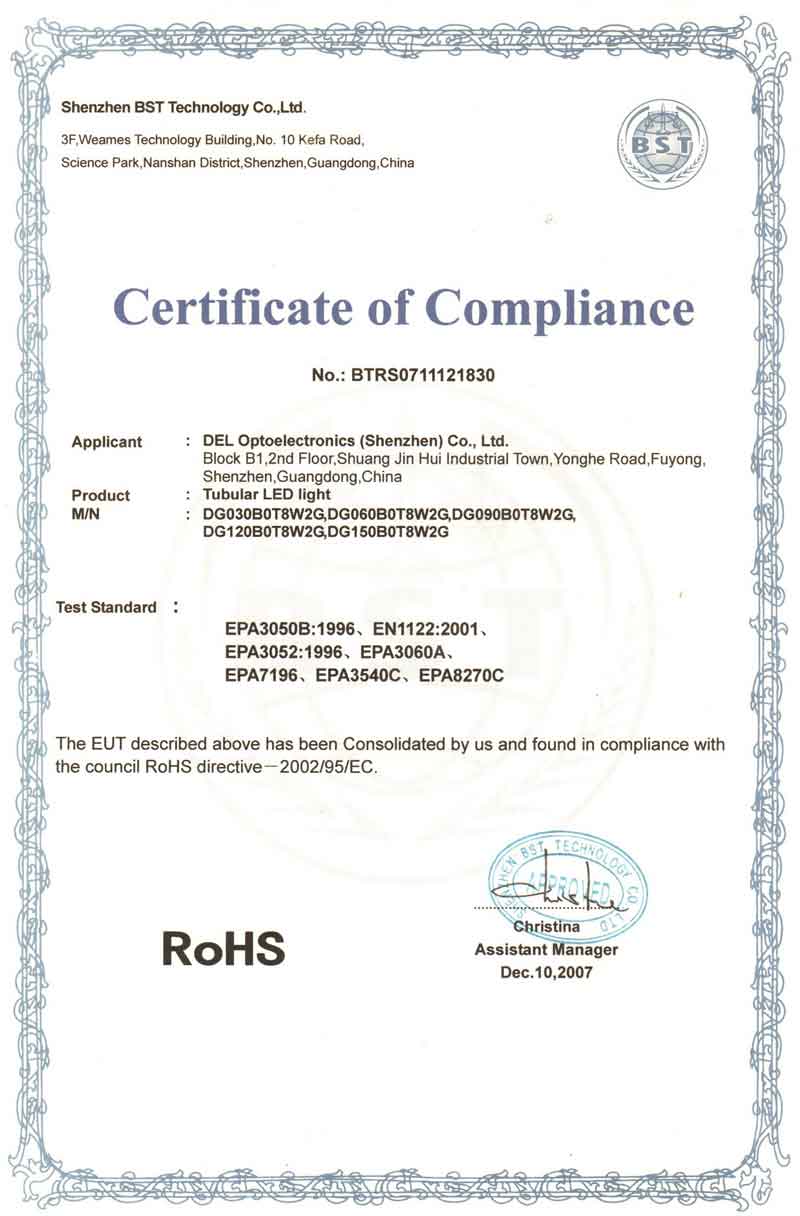 Shenzhen BST Technology Co.,Ltd.
3F,Weames Technology Building,No. 10 Kefa Road,
Science Park,Nanshan District,Shenzhen,Guangdong,China
BST
Certificate of Compliance
No.: BTRS0711121830
Applicant : DEL Optoelectronics (Shenzhen) Co., Ltd.
Block B1,2nd Floor,Shuang Jin Hui Industrial Town,Yonghe Road,Fuyong,
Shenzhen,Guangdong,China
Product : Tubular LED light
M/N : DG030B0T8W2G,DG060B0T8W2G,DG090B0T8W2G,
DG120B0T8W2G,DG150B0T8W2G
Test Standard :
EPA3050B:1996、EN1122:2001、
EPA3052:1996、EPA3060A、
EPA7196、EPA3540C、EPA8270C
BST
The EUT described above has been Consolidated by us and found in compliance with
the council RoHS directive－2002/95/EC.
SHENZHEN BST TECHNOLOGY CO LTD
APPROVED
Christine
Christina
Assistant Manager
Dec.10,2007
RoHS